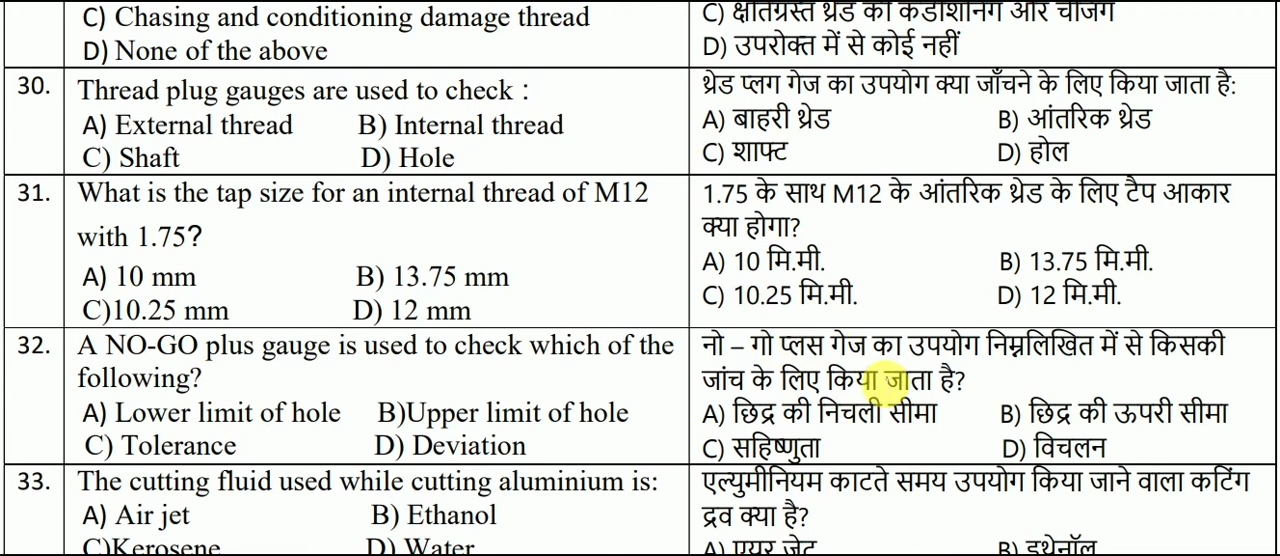 C) Chasing and conditioning damage thread
D) None of the above
C) क्षतिग्रस्त थ्रेड की कंडीशनिंग और चेजिंग
D) उपरोक्त में से कोई नहीं
30. Thread plug gauges are used to check :
A) External thread B) Internal thread
C) Shaft D) Hole
थ्रेड प्लग गेज का उपयोग क्या जाँचने के लिए किया जाता है:
A) बाहरी थ्रेड B) आंतरिक थ्रेड
C) शाफ्ट D) होल
31. What is the tap size for an internal thread of M12
with 1.75?
A) 10 mm B) 13.75 mm
C)10.25 mm D) 12 mm
1.75 के साथ M12 के आंतरिक थ्रेड के लिए टैप आकार
क्या होगा?
A) 10 मि.मी. B) 13.75 मि.मी.
C) 10.25 मि.मी. D) 12 मि.मी.
32. A NO-GO plus gauge is used to check which of the
following?
A) Lower limit of hole B)Upper limit of hole
C) Tolerance D) Deviation
नो – गो प्लस गेज का उपयोग निम्नलिखित में से किसकी
जांच के लिए किया जाता है?
A) छिद्र की निचली सीमा B) छिद्र की ऊपरी सीमा
C) सहिष्णुता D) विचलन
33. The cutting fluid used while cutting aluminium is:
A) Air jet B) Ethanol
C)Kerosene D) Water
एल्युमीनियम काटते समय उपयोग किया जाने वाला कटिंग
द्रव क्या है?
A) एयर जेट B) इथेनॉल